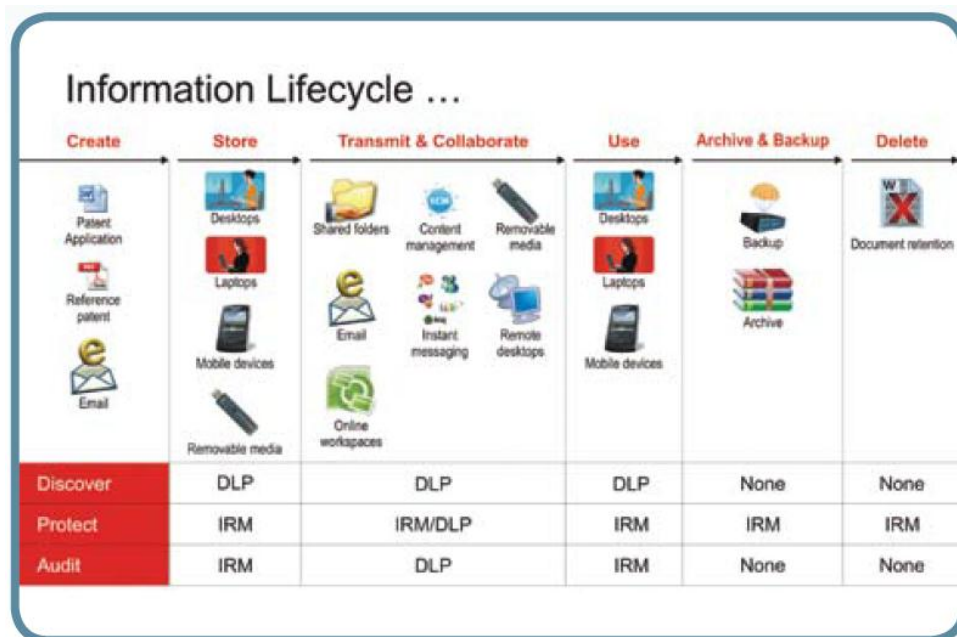 Information Lifecycle ...
Create
Store
Transmit & Collaborate
Use
Archive & Backup
Delete
Patent
Application
Reference
patent
Email
Desktops
Laptops
Mobile devices
Removable media
Shared folders
Content
management
Removable
media
Email
Instant
messaging
Remote
desktops
Online
workspaces
Desktops
Laptops
Mobile devices
Backup
Archive
W
Document retention
Discover DLP DLP DLP None None
Protect IRM IRM/DLP IRM IRM IRM
Audit IRM DLP IRM None None